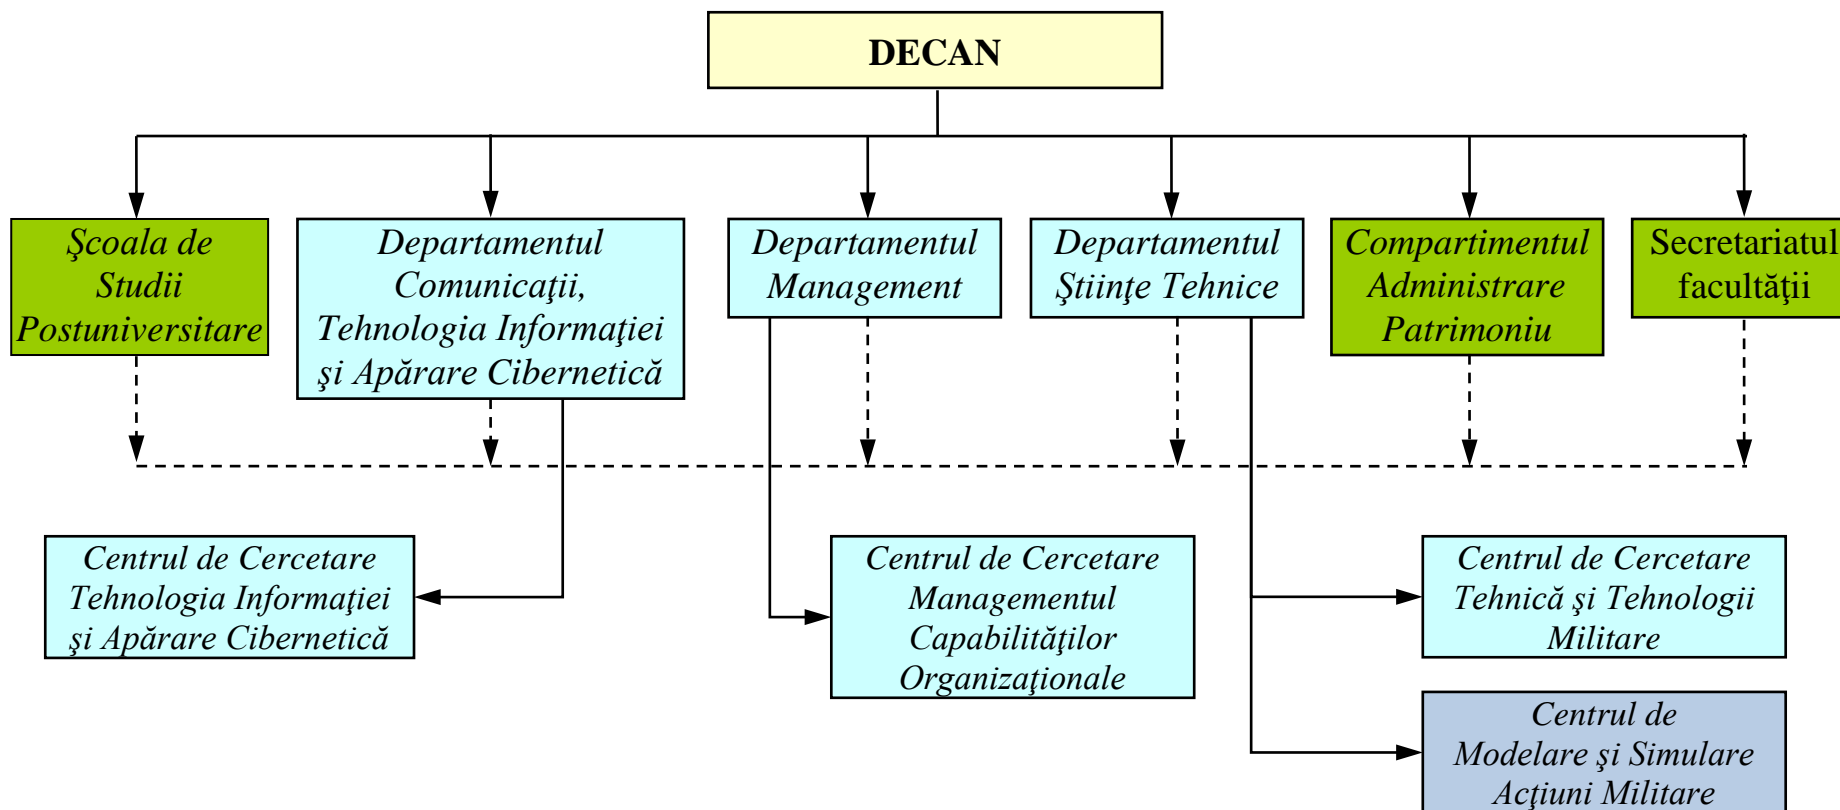 DECAN
Şcoala de
Studii
Postuniversitare
Departamentul
Comunicaţii,
Tehnologia Informaţiei
şi Apărare Cibernetică
Departamentul
Management
Departamentul
Ştiinţe Tehnice
Compartimentul
Administrare
Patrimoniu
Secretariatul
facultăţii
Centrul de Cercetare
Tehnologia Informaţiei
şi Apărare Cibernetică
Centrul de Cercetare
Managementul
Capabilităţilor
Organizaţionale
Centrul de Cercetare
Tehnică şi Tehnologii
Militare
Centrul de
Modelare şi Simulare
Acţiuni Militare